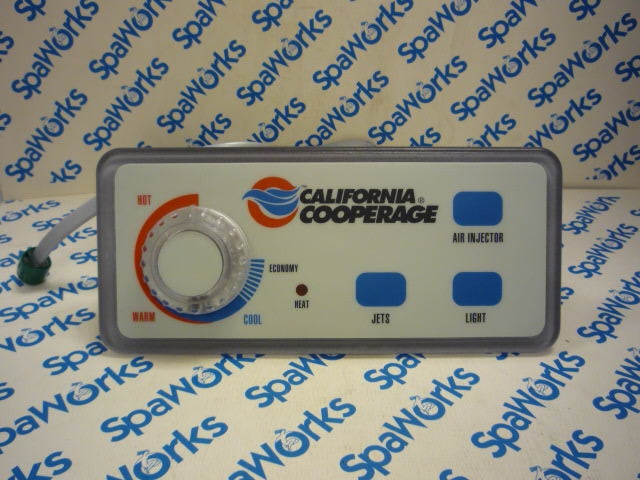 SpaWorks
HOT
CALIFORNIA ®
COOPERAGE
AIR INJECTOR
ECONOMY
HEAT
WARM
COOL
JETS
LIGHT